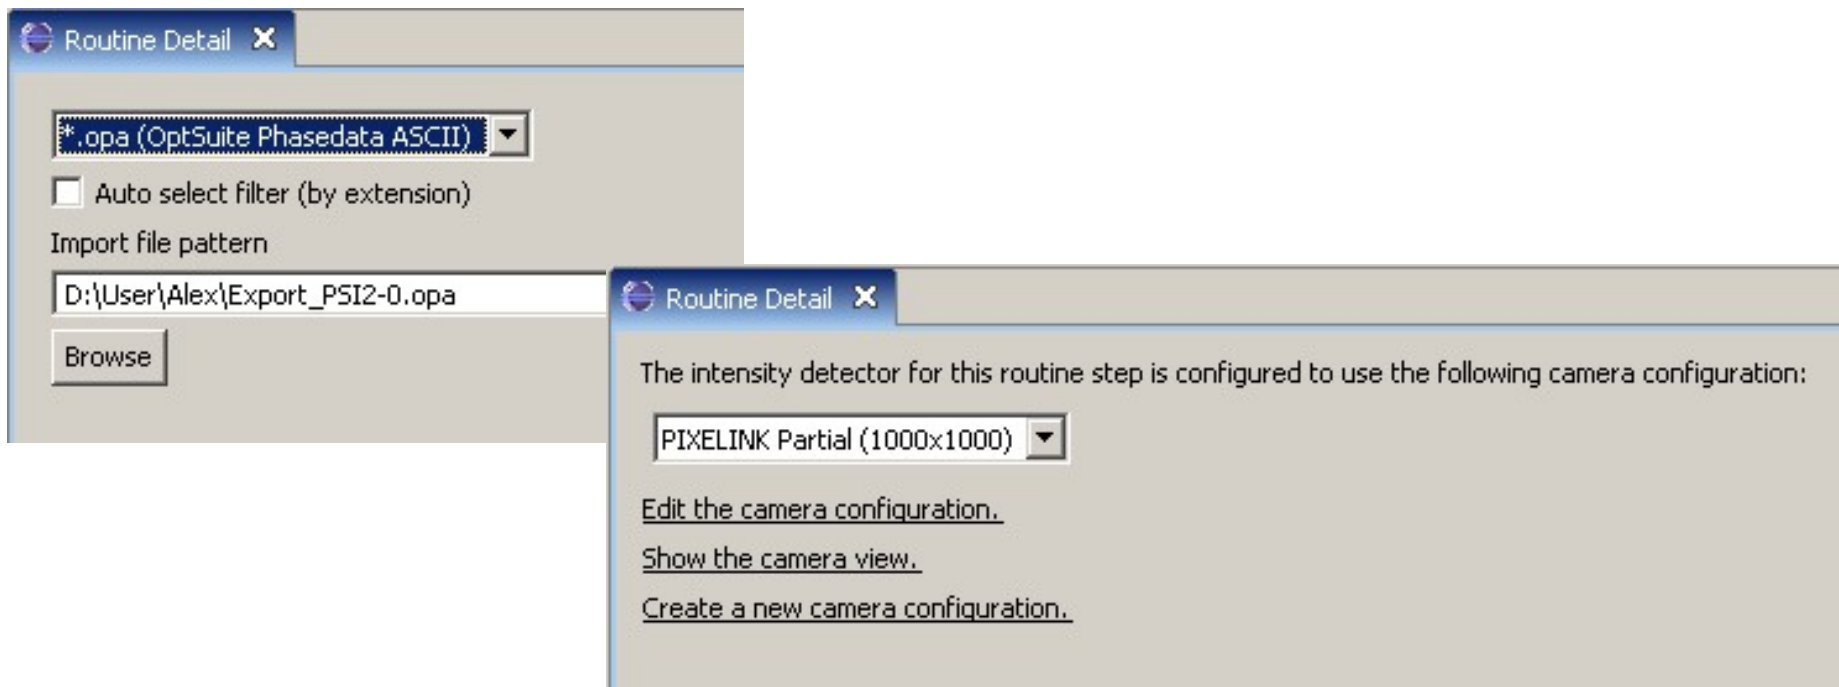 Routine Detail
*.opa (OptSuite Phasedata ASCII)
Auto select filter (by extension)
Import file pattern
D:\User\Alex\Export_PSI2-0.opa
Browse
Routine Detail
The intensity detector for this routine step is configured to use the following camera configuration:
PIXELINK Partial (1000x1000)
Edit the camera configuration.
Show the camera view.
Create a new camera configuration.